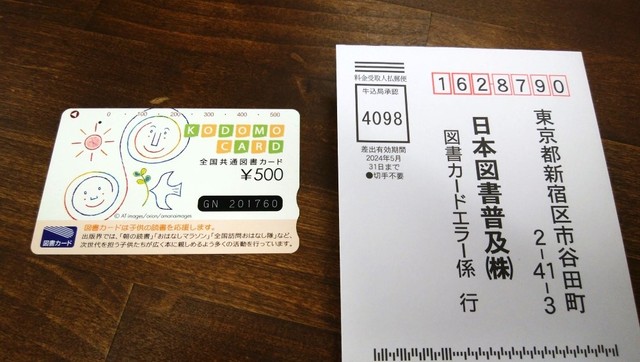 0 100 200 300 400 500
KODOMO
CARD
全国共通図書カード
¥500
GN 201760
図書カードは子供の読書を応援します。
出版界では、「朝の読書」「おはなしマラソン」「全国訪問おはなし隊」など、
次世代を担う子供たちが広く本に親しめるよう多くの活動を行っています。
図書カード
料金受取人払郵便
牛込局承認
4098
差出有効期間
2024年5月
31日まで
●切手不要
1628790
東京都新宿区市谷田町
2-41-3
日本図書普及㈱
図書カードエラー係 行